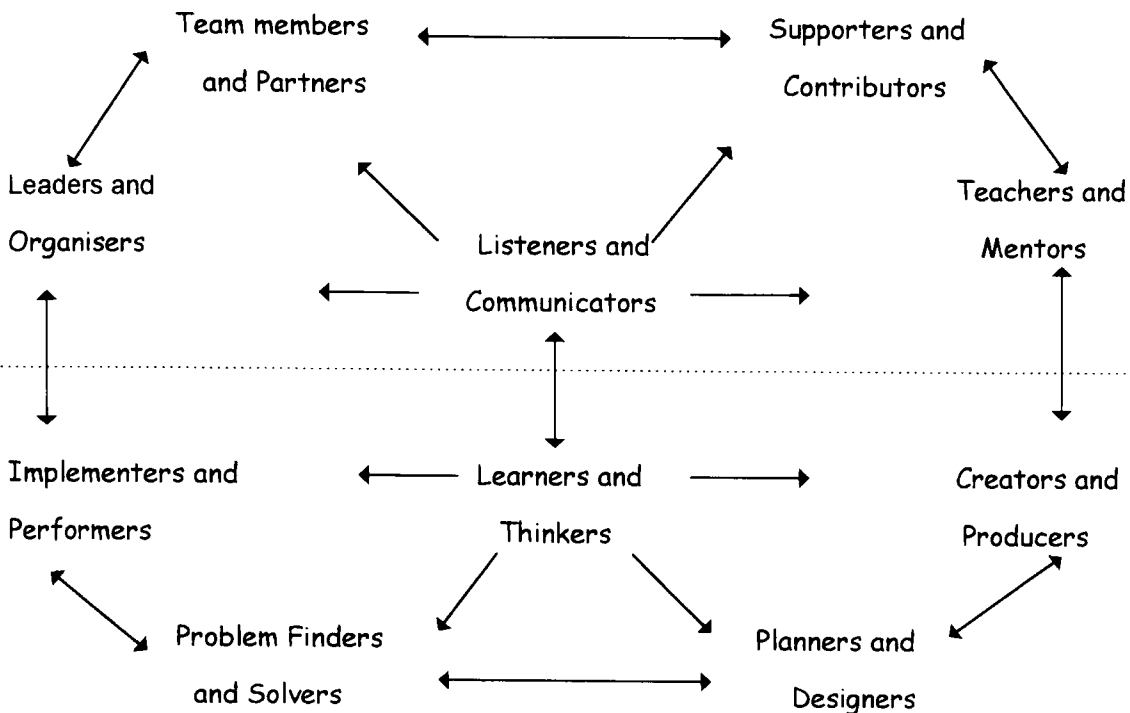 Team members
and Partners
Supporters and
Contributors
Leaders and
Organisers
Teachers and
Mentors
Listeners and
Communicators
Implementers and
Performers
Learners and
Thinkers
Creators and
Producers
Problem Finders
and Solvers
Planners and
Designers